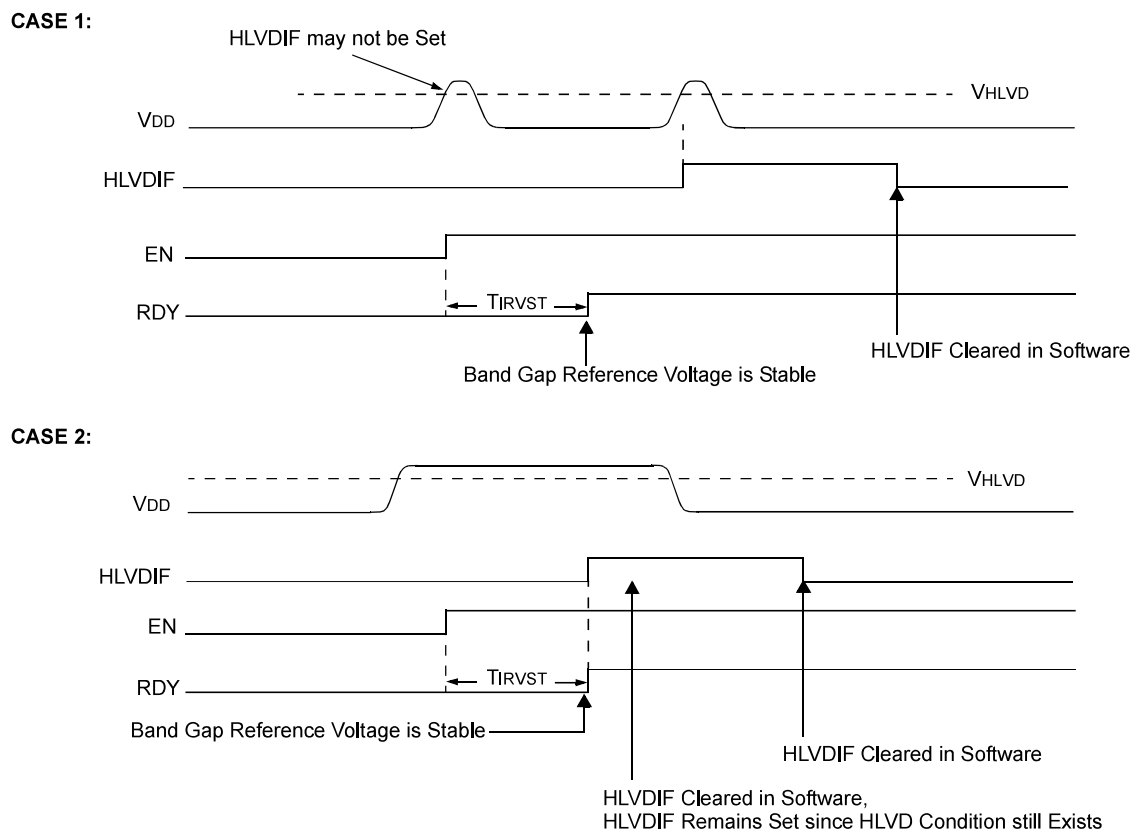 CASE 1:
HLVDIF may not be Set
VHLVD
VDD
HLVDIF
EN
TIRVST
RDY
HLVDIF Cleared in Software
Band Gap Reference Voltage is Stable
CASE 2:
VHLVD
VDD
HLVDIF
EN
TIRVST
RDY
Band Gap Reference Voltage is Stable
HLVDIF Cleared in Software
HLVDIF Cleared in Software,
HLVDIF Remains Set since HLVD Condition still Exists